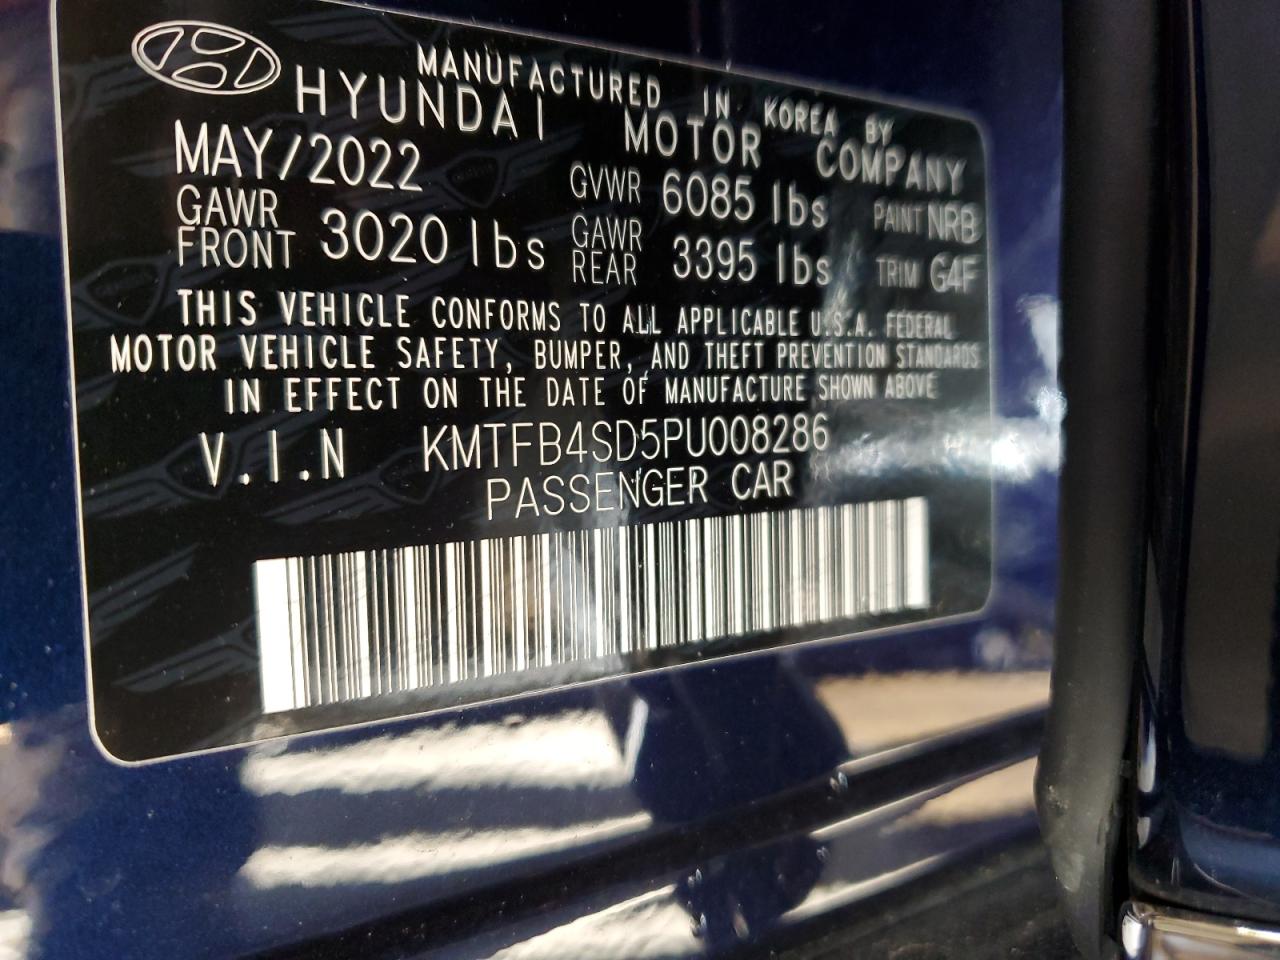 MANUFACTURED IN KOREA BY
HYUNDAI MOTOR COMPANY
MAY/2022 GVWR 6085 lbs PAINT NRB
GAWR FRONT 3020 lbs GAWR REAR 3395 lbs TRIM G4F
THIS VEHICLE CONFORMS TO ALL APPLICABLE U.S.A. FEDERAL
MOTOR VEHICLE SAFETY, BUMPER, AND THEFT PREVENTION STANDARDS
IN EFFECT ON THE DATE OF MANUFACTURE SHOWN ABOVE
V.I.N KMTFB4SD5PU008286
PASSENGER CAR